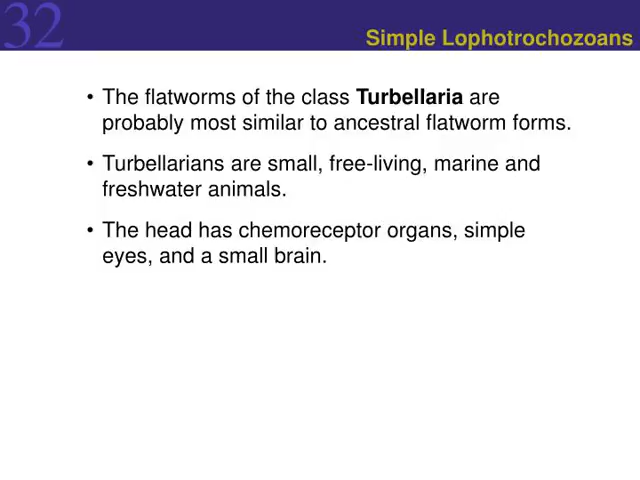 32
Simple Lophotrochozoans
• The flatworms of the class Turbellaria are
probably most similar to ancestral flatworm forms.
• Turbellarians are small, free-living, marine and
freshwater animals.
• The head has chemoreceptor organs, simple
eyes, and a small brain.